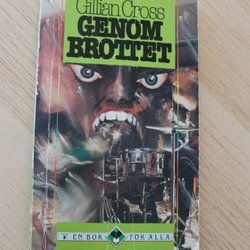 Gillian Cross
GENOM
BROTTET
EN BOK FÖR ALLA